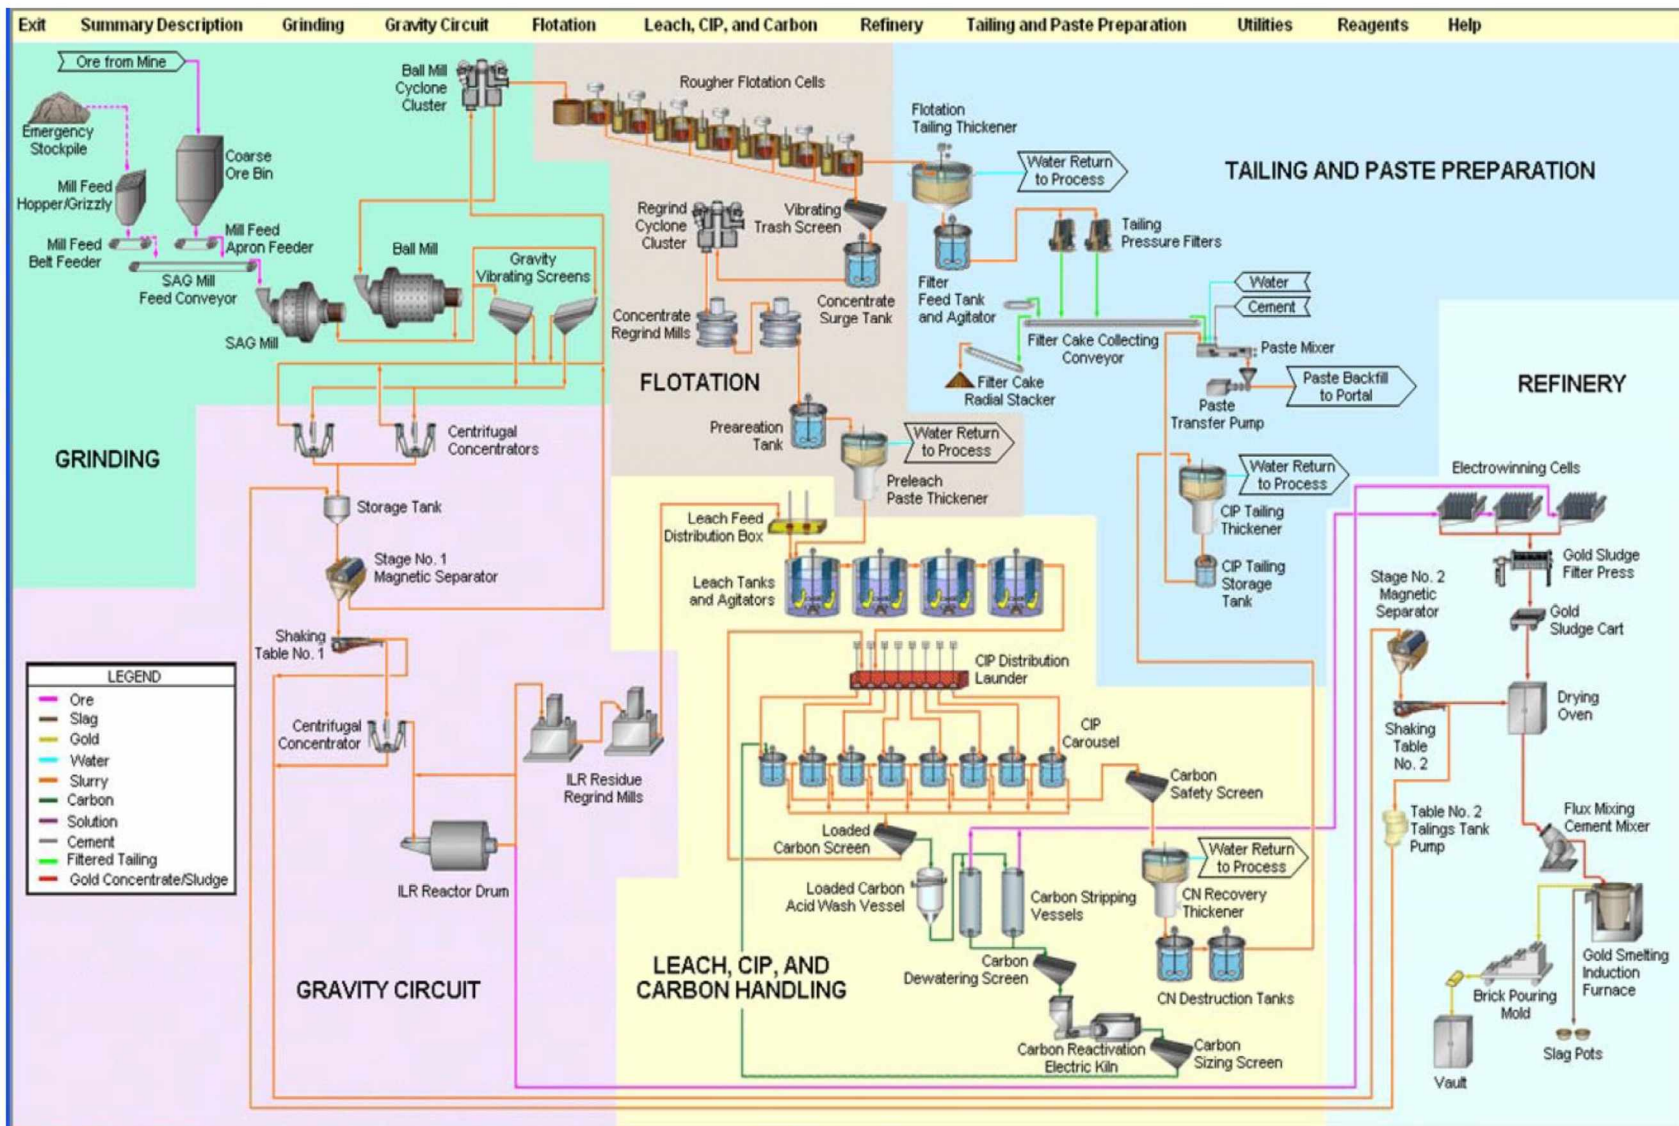 Exit Summary Description Grinding Gravity Circuit Flotation Leach, CIP, and Carbon Refinery Tailing and Paste Preparation Utilities Reagents Help
Ore from Mine
Emergency
Stockpile
Coarse
Ore Bin
Mill Feed
Hopper/Grizzly
Mill Feed
Belt Feeder
Mill Feed
Apron Feeder
SAG Mill
Feed Conveyor
SAG Mill
Ball Mill
Cyclone
Cluster
Ball Mill
Gravity
Vibrating Screens
GRINDING
Rougher Flotation Cells
Regrind
Cyclone
Cluster
Vibrating
Trash Screen
Concentrate
Surge Tank
Concentrate
Regrind Mills
FLOTATION
Preareation
Tank
Water Return
to Process
Preleach
Paste Thickener
Flotation
Tailing Thickener
Water Return
to Process
TAILING AND PASTE PREPARATION
Tailing
Pressure Filters
Filter
Feed Tank
and Agitator
Water
Cement
Filter Cake Collecting
Conveyor
Paste Mixer
Filter Cake
Radial Stacker
Paste
Transfer Pump
Paste Backfill
to Portal
Water Return
to Process
CIP Tailing
Thickener
CIP Tailing
Storage
Tank
REFINERY
Electrowinning Cells
Gold Sludge
Filter Press
Stage No. 2
Magnetic
Separator
Gold
Sludge Cart
Drying
Oven
Shaking
Table
No. 2
Table No. 2
Talings Tank
Pump
Flux Mixing
Cement Mixer
Gold Smelting
Induction
Furnace
Brick Pouring
Mold
Slag Pots
Vault
Centrifugal
Concentrators
Storage Tank
Stage No. 1
Magnetic Separator
Shaking
Table No. 1
Centrifugal
Concentrator
ILR Residue
Regrind Mills
ILR Reactor Drum
GRAVITY CIRCUIT
LEGEND
Ore
Slag
Gold
Water
Slurry
Carbon
Solution
Cement
Filtered Tailing
Gold Concentrate/Sludge
Leach Feed
Distribution Box
Leach Tanks
and Agitators
CIP Distribution
Launder
CIP
Carousel
Carbon
Safety Screen
Loaded
Carbon Screen
Loaded Carbon
Acid Wash Vessel
Carbon Stripping
Vessels
Water Return
to Process
CN Recovery
Thickener
Carbon
Dewatering Screen
CN Destruction Tanks
LEACH, CIP, AND
CARBON HANDLING
Carbon Reactivation
Electric Kiln
Carbon
Sizing Screen